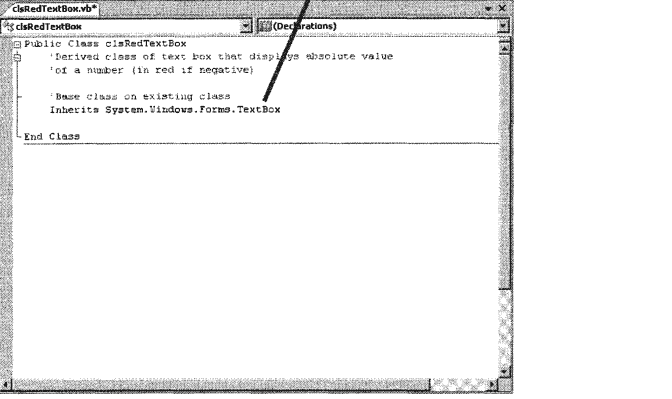 clsRedTextBox.vb*
clsRedTextBox (Declarations)
Public Class clsRedTextBox
'Derived class of text box that displays absolute value
'of a number (in red if negative)
'Base class on existing class
Inherits System.Windows.Forms.TextBox
End Class